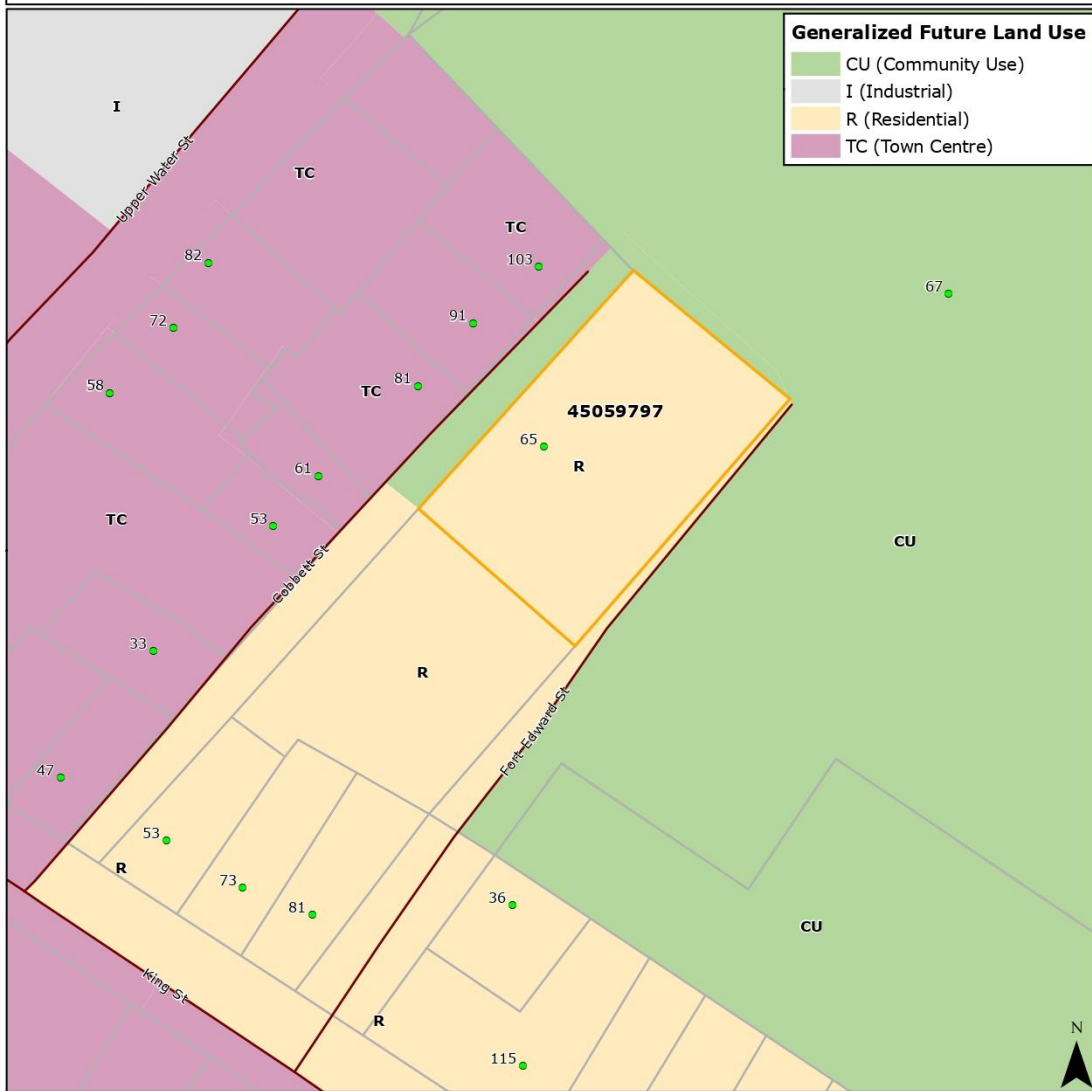 Generalized Future Land Use
CU (Community Use)
I (Industrial)
R (Residential)
TC (Town Centre)
I
Upper Water St
TC
TC
82
103
67
72
91
58
TC
81
45059797
65
R
61
TC
53
CU
Cobbett St
33
R
Fort Edward St
47
53
R
73
81
36
CU
King St
R
N
115